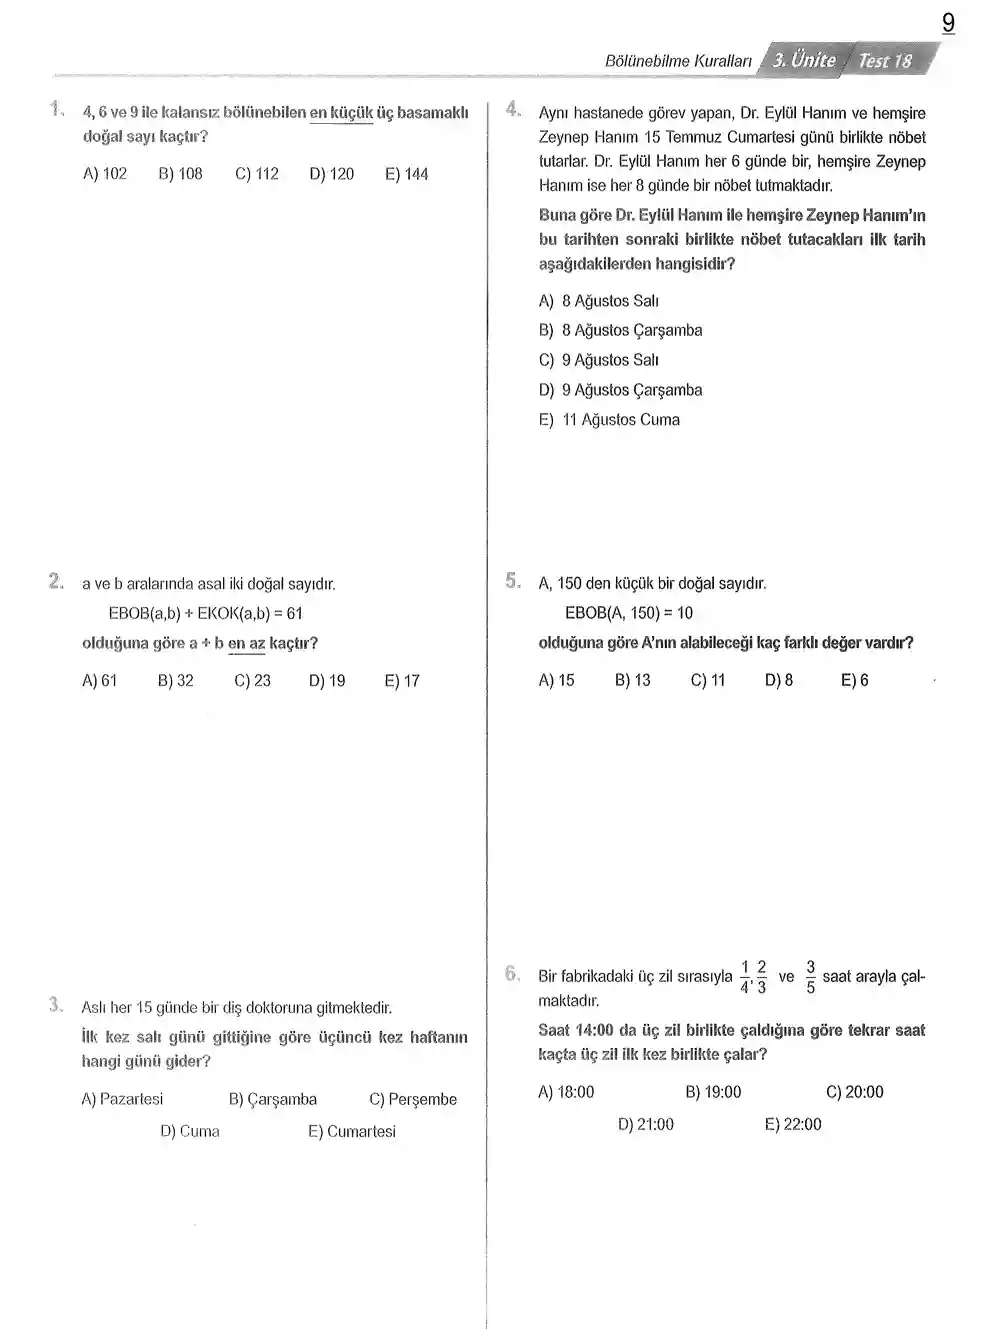 9
Bölünebilme Kuralları 3. Ünite Test 18
1. 4, 6 ve 9 ile kalansız bölünebilen en küçük üç basamaklı
doğal sayı kaçtır?
A) 102 B) 108 C) 112 D) 120 E) 144
2. a ve b aralarında asal iki doğal sayıdır.
EBOB(a,b) + EKOK(a,b) = 61
olduğuna göre a + b en az kaçtır?
A) 61 B) 32 C) 23 D) 19 E) 17
3. Aslı her 15 günde bir diş doktoruna gitmektedir.
İlk kez salı günü gittiğine göre üçüncü kez haftanın
hangi günü gider?
A) Pazartesi B) Çarşamba C) Perşembe
D) Cuma E) Cumartesi
4. Aynı hastanede görev yapan, Dr. Eylül Hanım ve hemşire
Zeynep Hanım 15 Temmuz Cumartesi günü birlikte nöbet
tutarlar. Dr. Eylül Hanım her 6 günde bir, hemşire Zeynep
Hanım ise her 8 günde bir nöbet tutmaktadır.
Buna göre Dr. Eylül Hanım ile hemşire Zeynep Hanım'ın
bu tarihten sonraki birlikte nöbet tutacakları ilk tarih
aşağıdakilerden hangisidir?
A) 8 Ağustos Salı
B) 8 Ağustos Çarşamba
C) 9 Ağustos Salı
D) 9 Ağustos Çarşamba
E) 11 Ağustos Cuma
5. A, 150 den küçük bir doğal sayıdır.
EBOB(A, 150) = 10
olduğuna göre A'nın alabileceği kaç farklı değer vardır?
A) 15 B) 13 C) 11 D) 8 E) 6
6. Bir fabrikadaki üç zil sırasıyla 1/4, 2/3 ve 3/5 saat arayla çal-
maktadır.
Saat 14:00 da üç zil birlikte çaldığına göre tekrar saat
kaçta üç zil ilk kez birlikte çalar?
A) 18:00 B) 19:00 C) 20:00
D) 21:00 E) 22:00